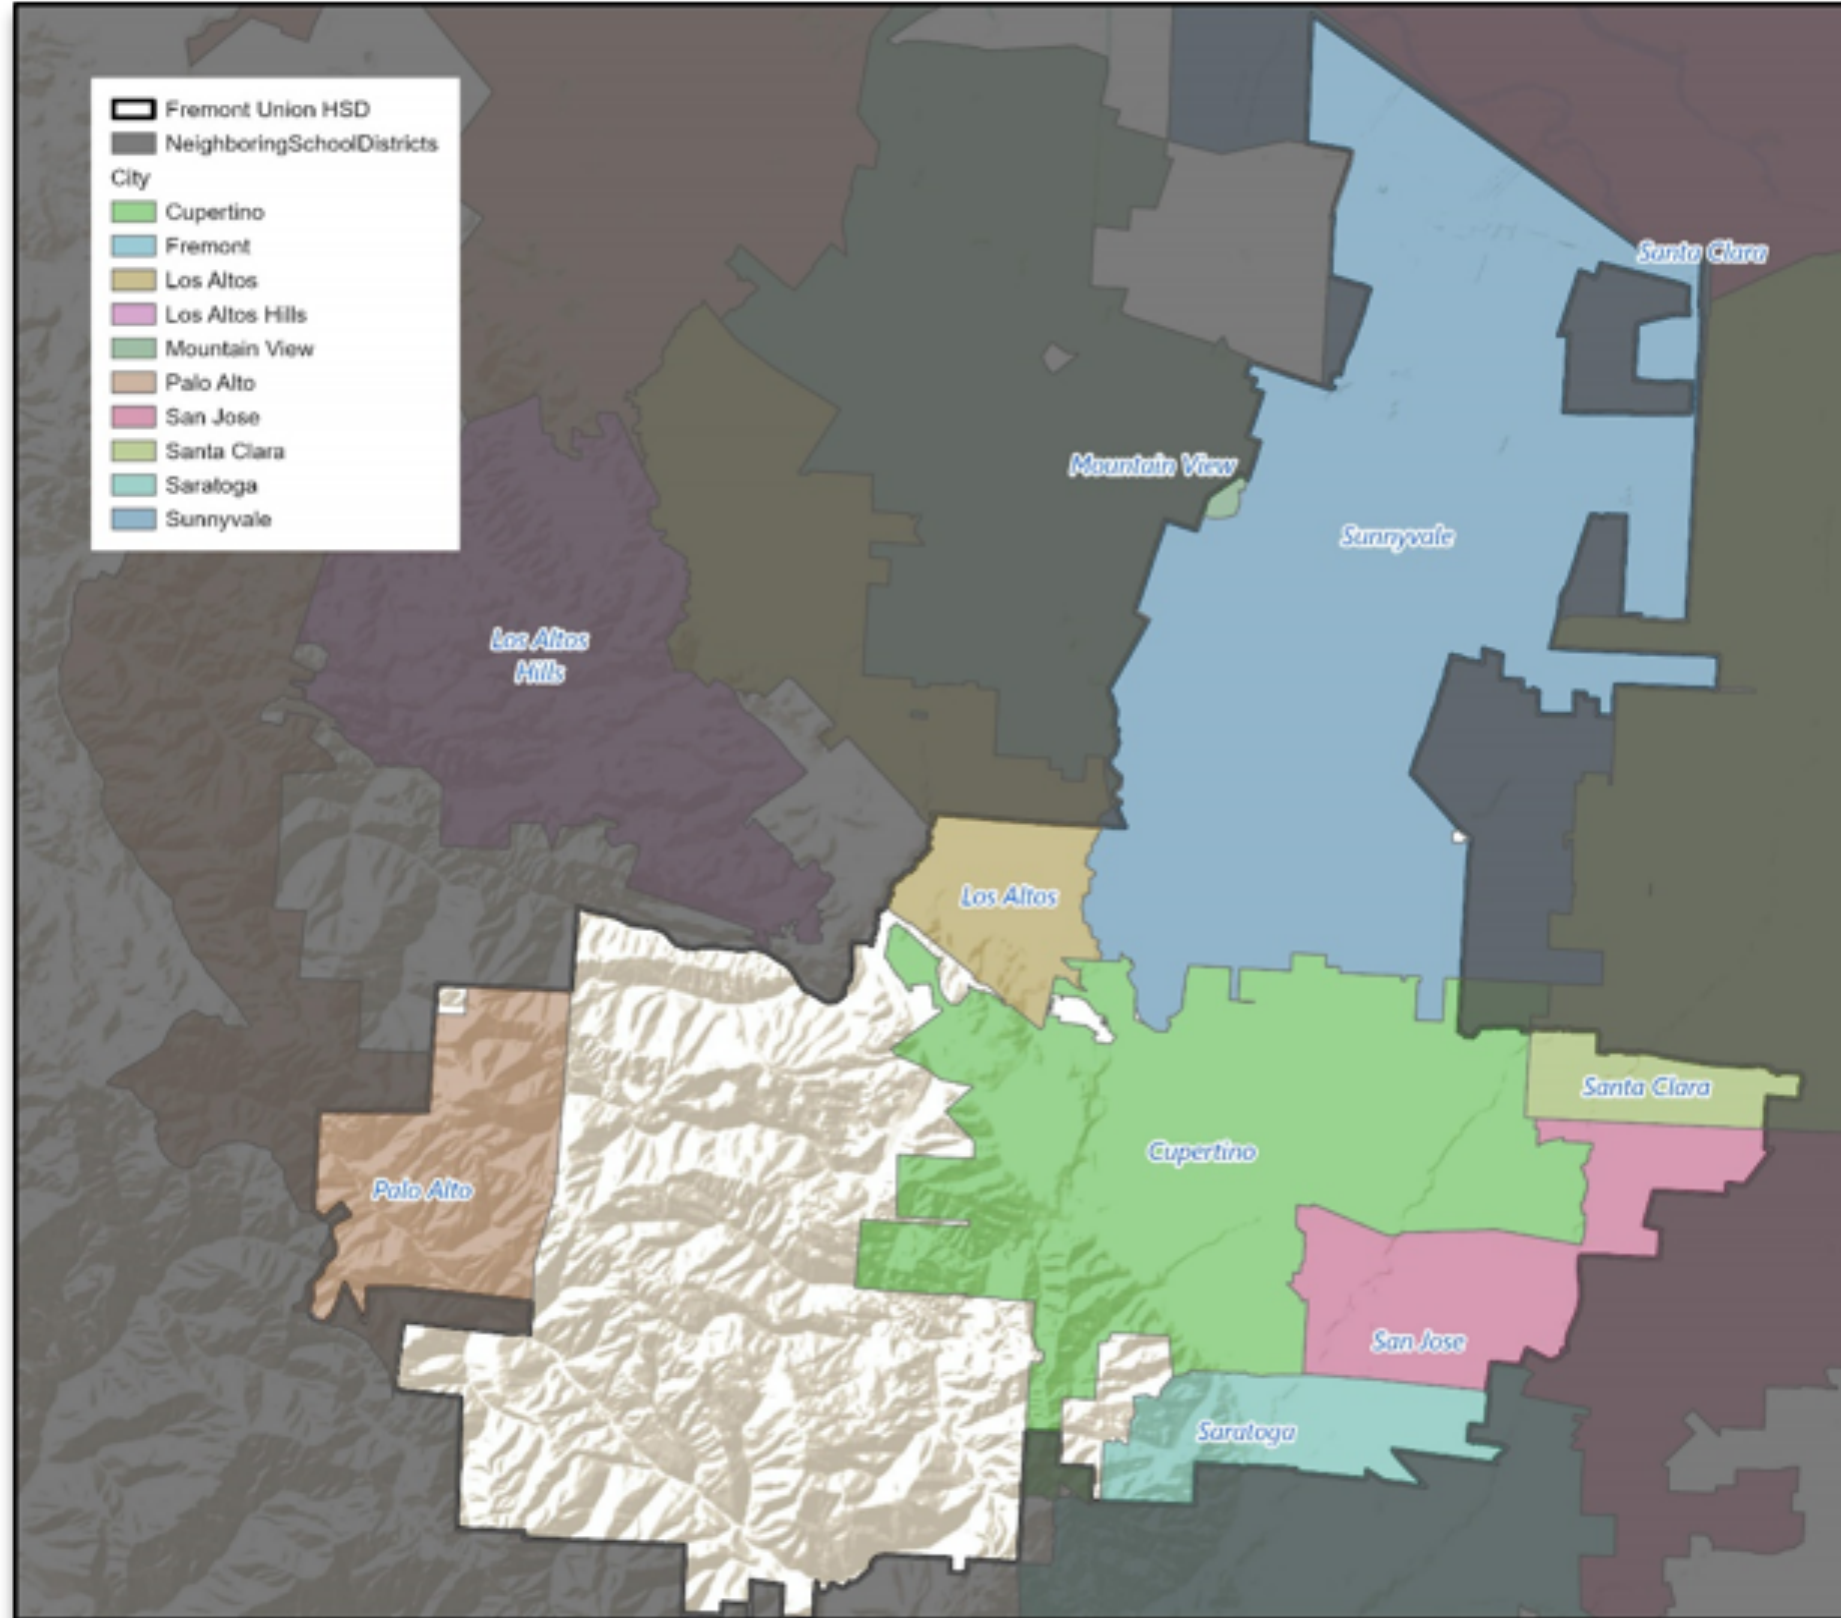 Fremont Union HSD
NeighboringSchoolDistricts
City
Cupertino
Fremont
Los Altos
Los Altos Hills
Mountain View
Palo Alto
San Jose
Santa Clara
Saratoga
Sunnyvale
Santa Clara
Mountain View
Sunnyvale
Los Altos
Hills
Los Altos
Santa Clara
Cupertino
Palo Alto
San Jose
Saratoga